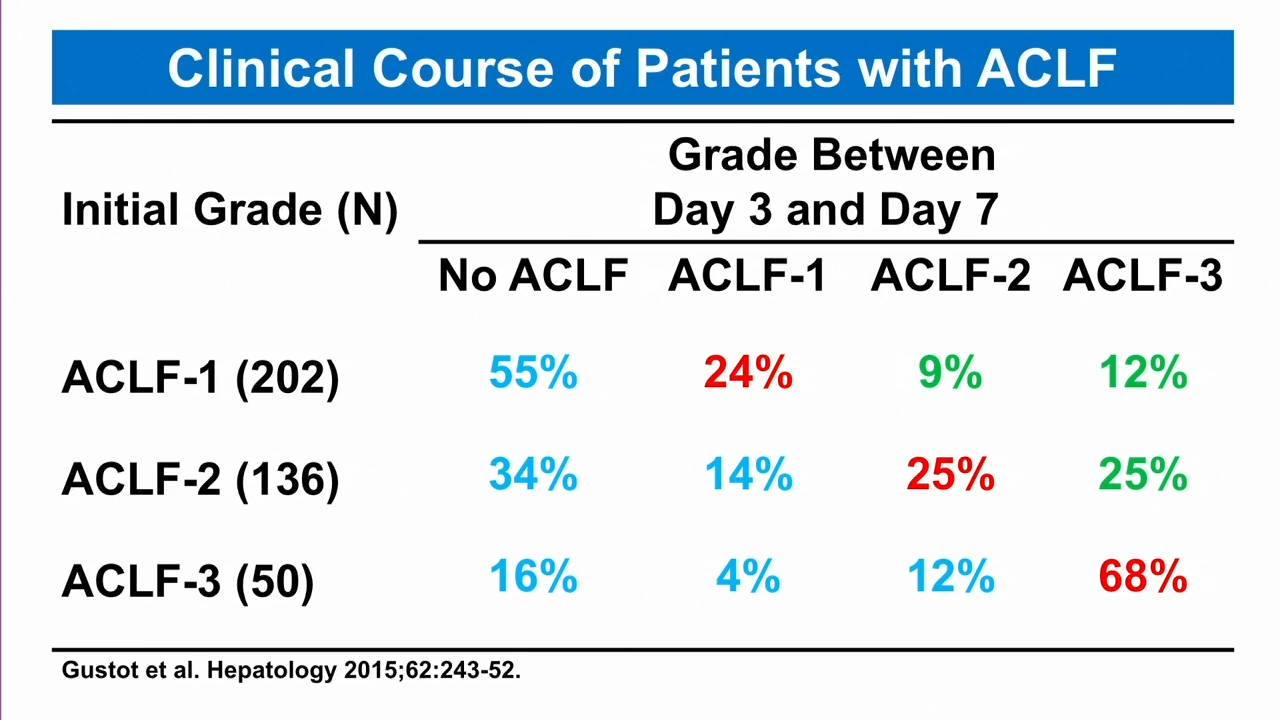 Clinical Course of Patients with ACLF
Grade Between
Initial Grade (N) Day 3 and Day 7
No ACLF ACLF-1 ACLF-2 ACLF-3
ACLF-1 (202) 55% 24% 9% 12%
ACLF-2 (136) 34% 14% 25% 25%
ACLF-3 (50) 16% 4% 12% 68%
Gustot et al. Hepatology 2015;62:243-52.